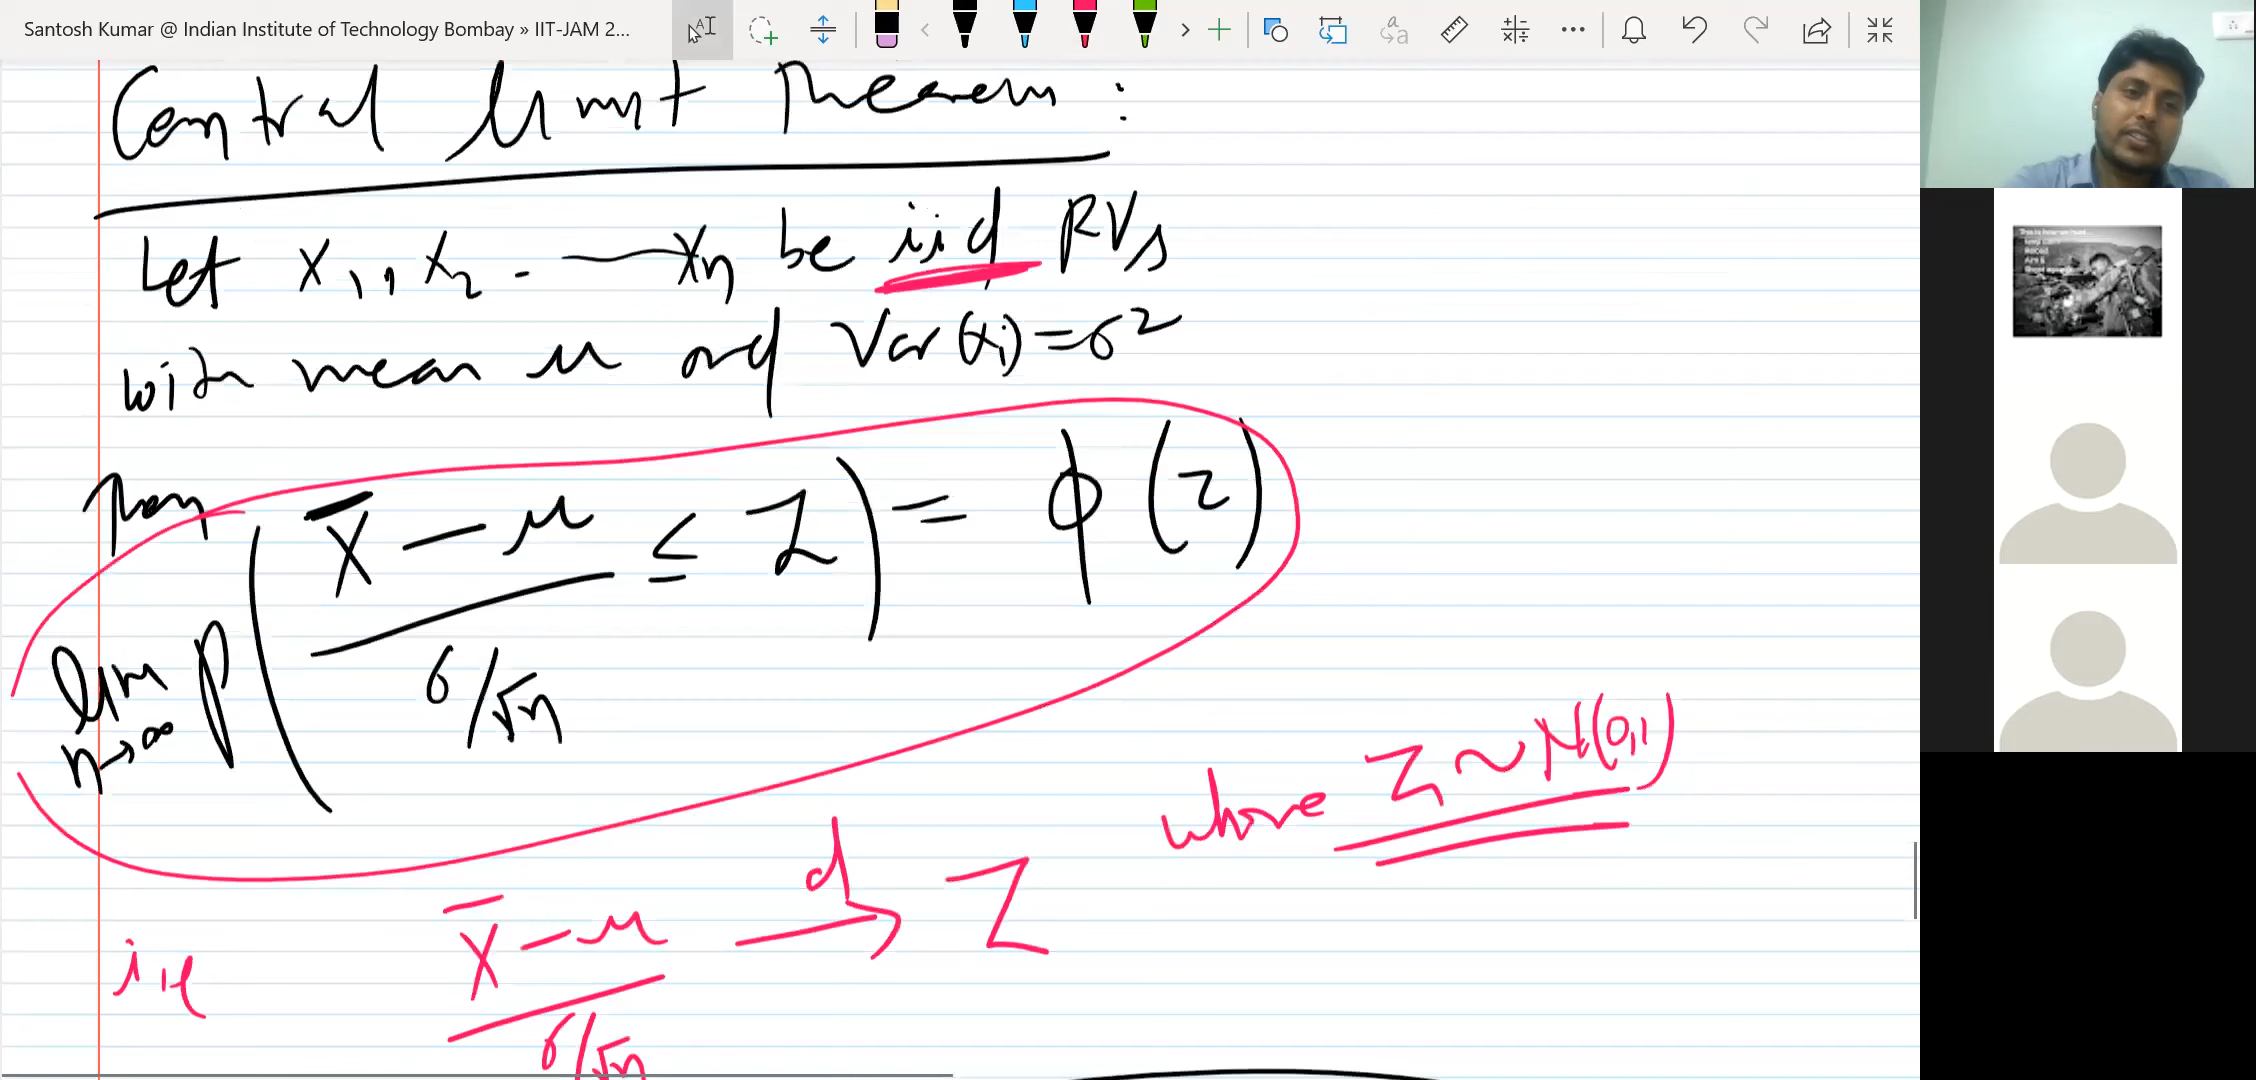 Santosh Kumar @ Indian Institute of Technology Bombay » IIT-JAM 2...
Central limit Theorem :
Let X1, X2 . — Xn be iid RVs
with mean μ and Var(Xi) = σ²
Then
lim n→∞ P( (X̄ − μ) / (σ/√n) ≤ Z ) = ϕ(z)
where Z ~ N(0,1)
i.e (X̄ − μ) / (σ/√n) →d Z